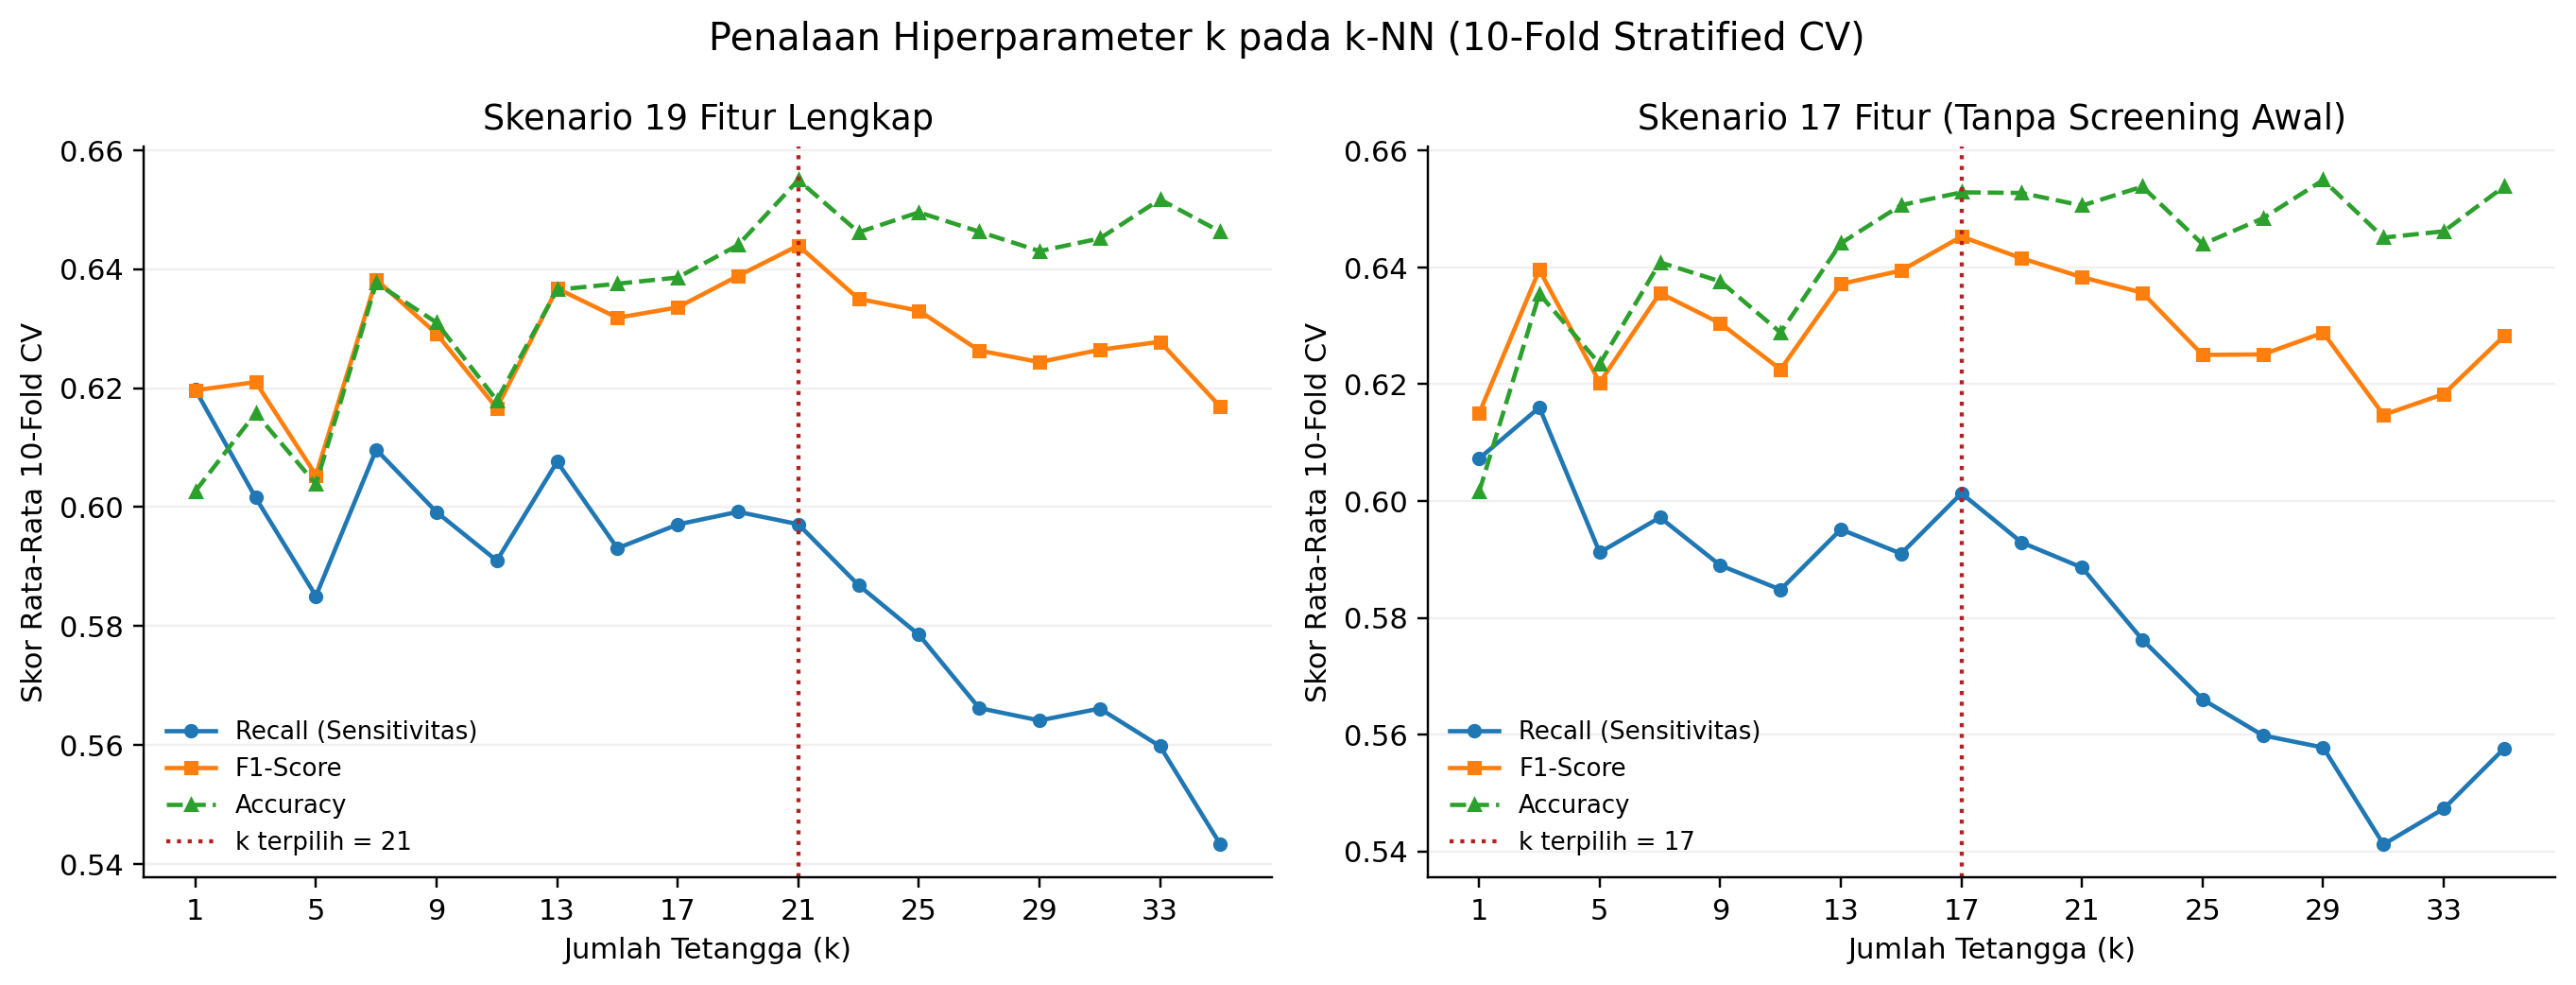 Penalaan Hiperparameter k pada k-NN (10-Fold Stratified CV)
Skenario 19 Fitur Lengkap
Skor Rata-Rata 10-Fold CV
0.66
0.64
0.62
0.60
0.58
0.56
0.54
Recall (Sensitivitas)
F1-Score
Accuracy
k terpilih = 21
1 5 9 13 17 21 25 29 33
Jumlah Tetangga (k)
Skenario 17 Fitur (Tanpa Screening Awal)
Skor Rata-Rata 10-Fold CV
0.66
0.64
0.62
0.60
0.58
0.56
0.54
Recall (Sensitivitas)
F1-Score
Accuracy
k terpilih = 17
1 5 9 13 17 21 25 29 33
Jumlah Tetangga (k)